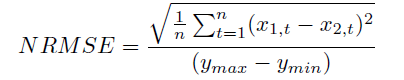 NRMSE = \frac{\sqrt{\frac{1}{n} \sum_{t=1}^{n} (x_{1,t} - x_{2,t})^2}}{(y_{max} - y_{min})}